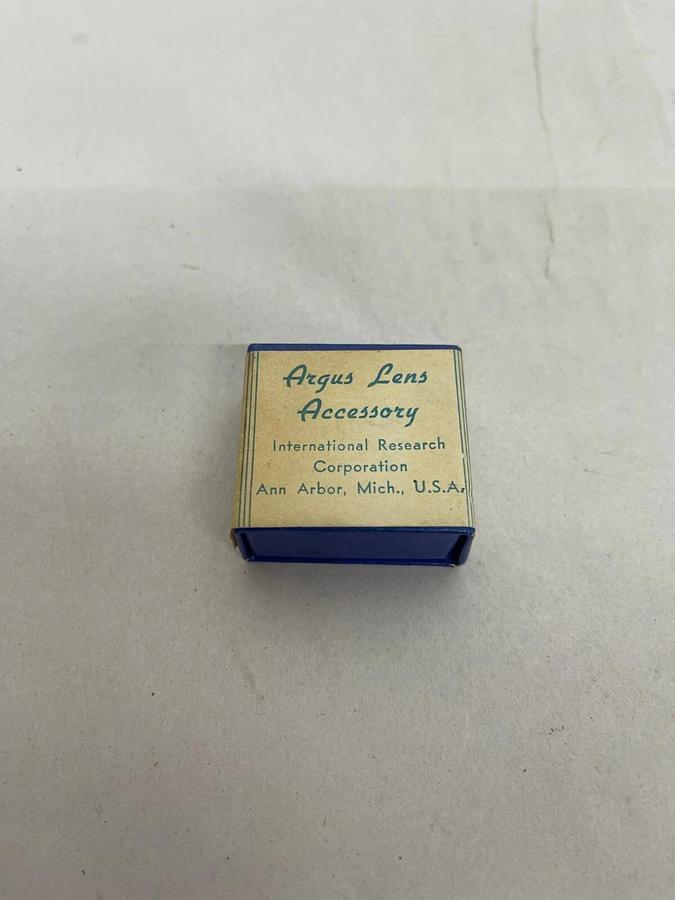 Argus Lens
Accessory
International Research
Corporation
Ann Arbor, Mich., U.S.A.